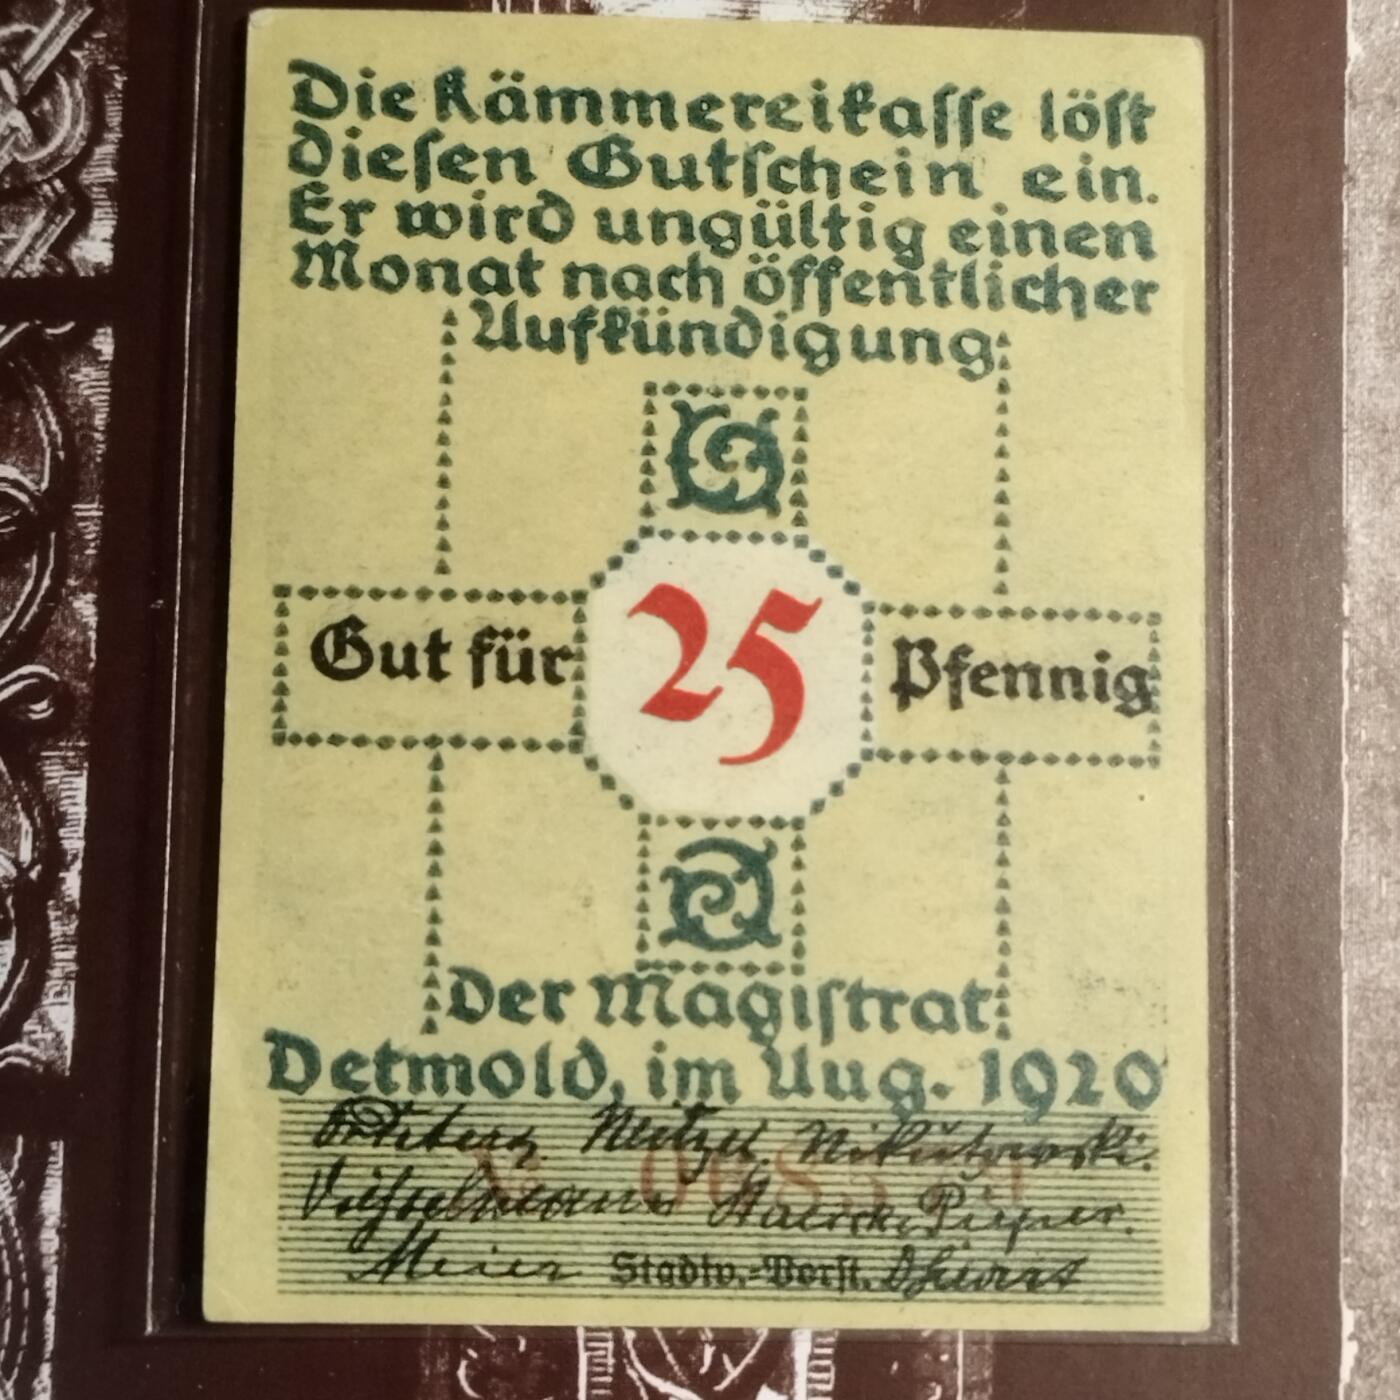 Die Kämmereikasse löst
diesen Gutschein ein.
Er wird ungültig einen
Monat nach öffentlicher
Aufkündigung
Gut für 25 Pfennig
Der Magistrat
Detmold, im Aug. 1920
Meier Stadtv.-Vorst.